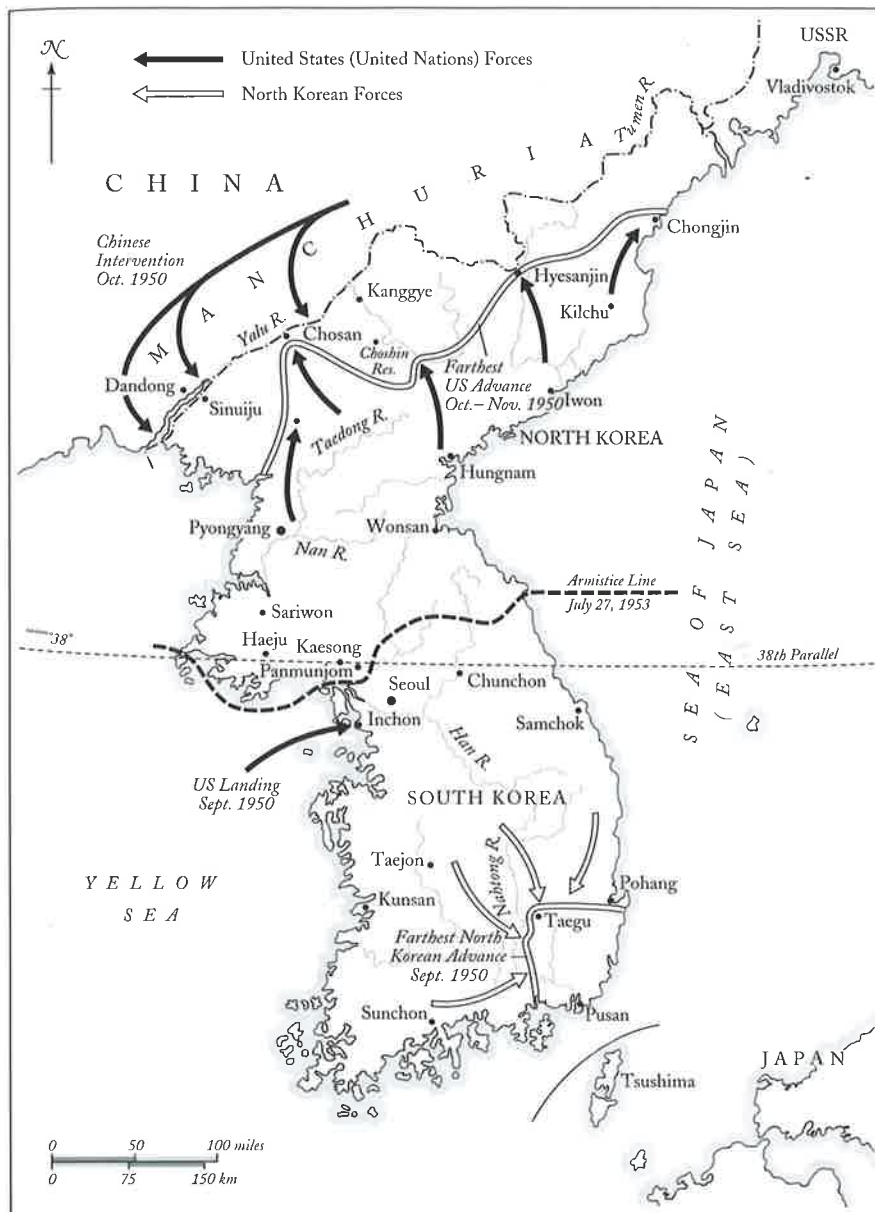 N
United States (United Nations) Forces
North Korean Forces
USSR
Vladivostok
Tumen R.
CHINA
MANCHURIA
Chinese
Intervention
Oct. 1950
Chongjin
Hyesanjin
Kanggye
Kilchu
Yalu R.
Chosan
Choshin
Res.
Farthest
US Advance
Oct.– Nov. 1950
Dandong
Sinuiju
Iwon
Taedong R.
NORTH KOREA
Hungnam
Pyongyang
Wonsan
Nan R.
SEA OF JAPAN
(EAST SEA)
Armistice Line
July 27, 1953
Sariwon
38°
Haeju
Kaesong
38th Parallel
Panmunjom
Seoul
Chunchon
Inchon
Samchok
Han R.
US Landing
Sept. 1950
SOUTH KOREA
Taejon
Naktong R.
Pohang
YELLOW
SEA
Kunsan
Taegu
Farthest North
Korean Advance
Sept. 1950
Sunchon
Pusan
JAPAN
Tsushima
0 50 100 miles
0 75 150 km